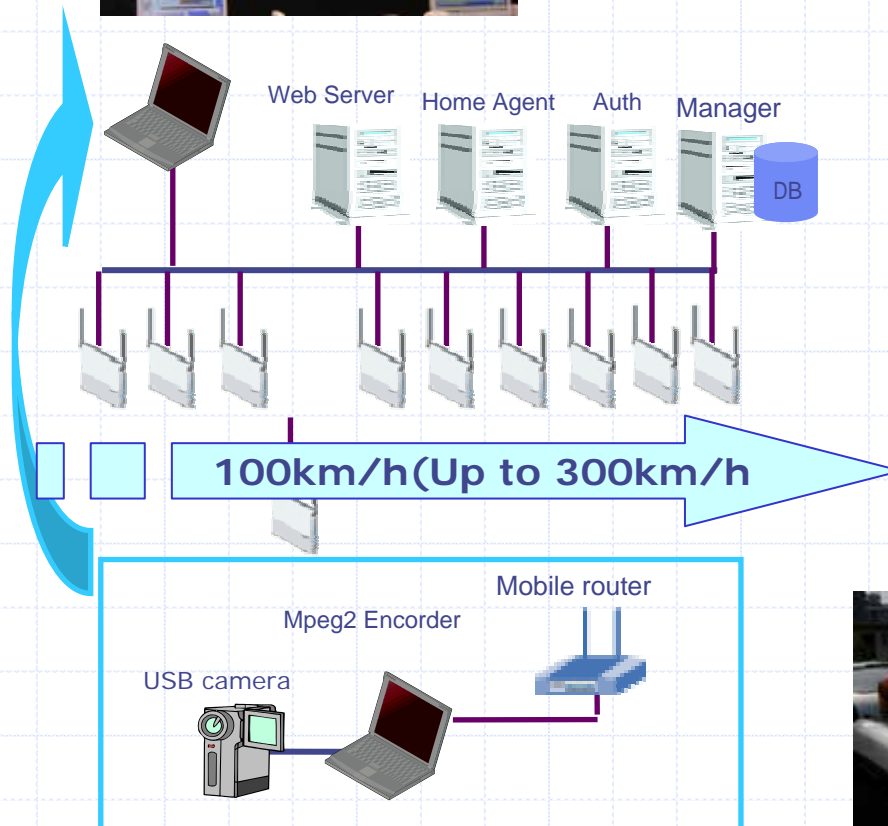 Web Server
Home Agent
Auth
Manager
DB
100km/h(Up to 300km/h
Mobile router
Mpeg2 Encorder
USB camera